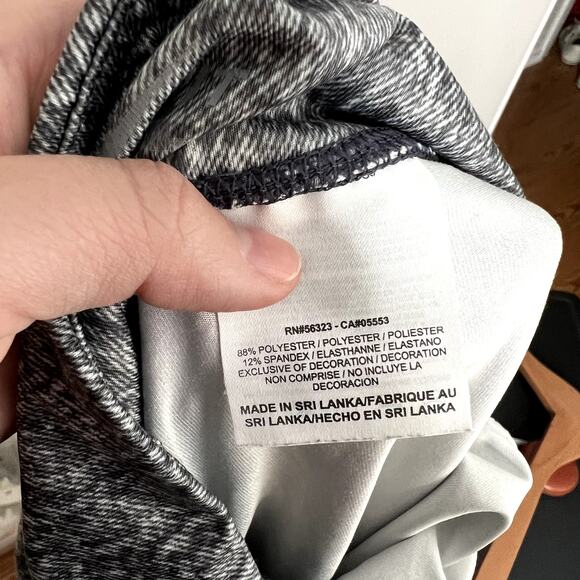 RN#56323 - CA#05553
88% POLYESTER / POLYESTER / POLIESTER
12% SPANDEX / ELASTHANNE / ELASTANO
EXCLUSIVE OF DECORATION / DECORATION
NON COMPRISE / NO INCLUYE LA
DECORACION
MADE IN SRI LANKA/FABRIQUE AU
SRI LANKA/HECHO EN SRI LANKA